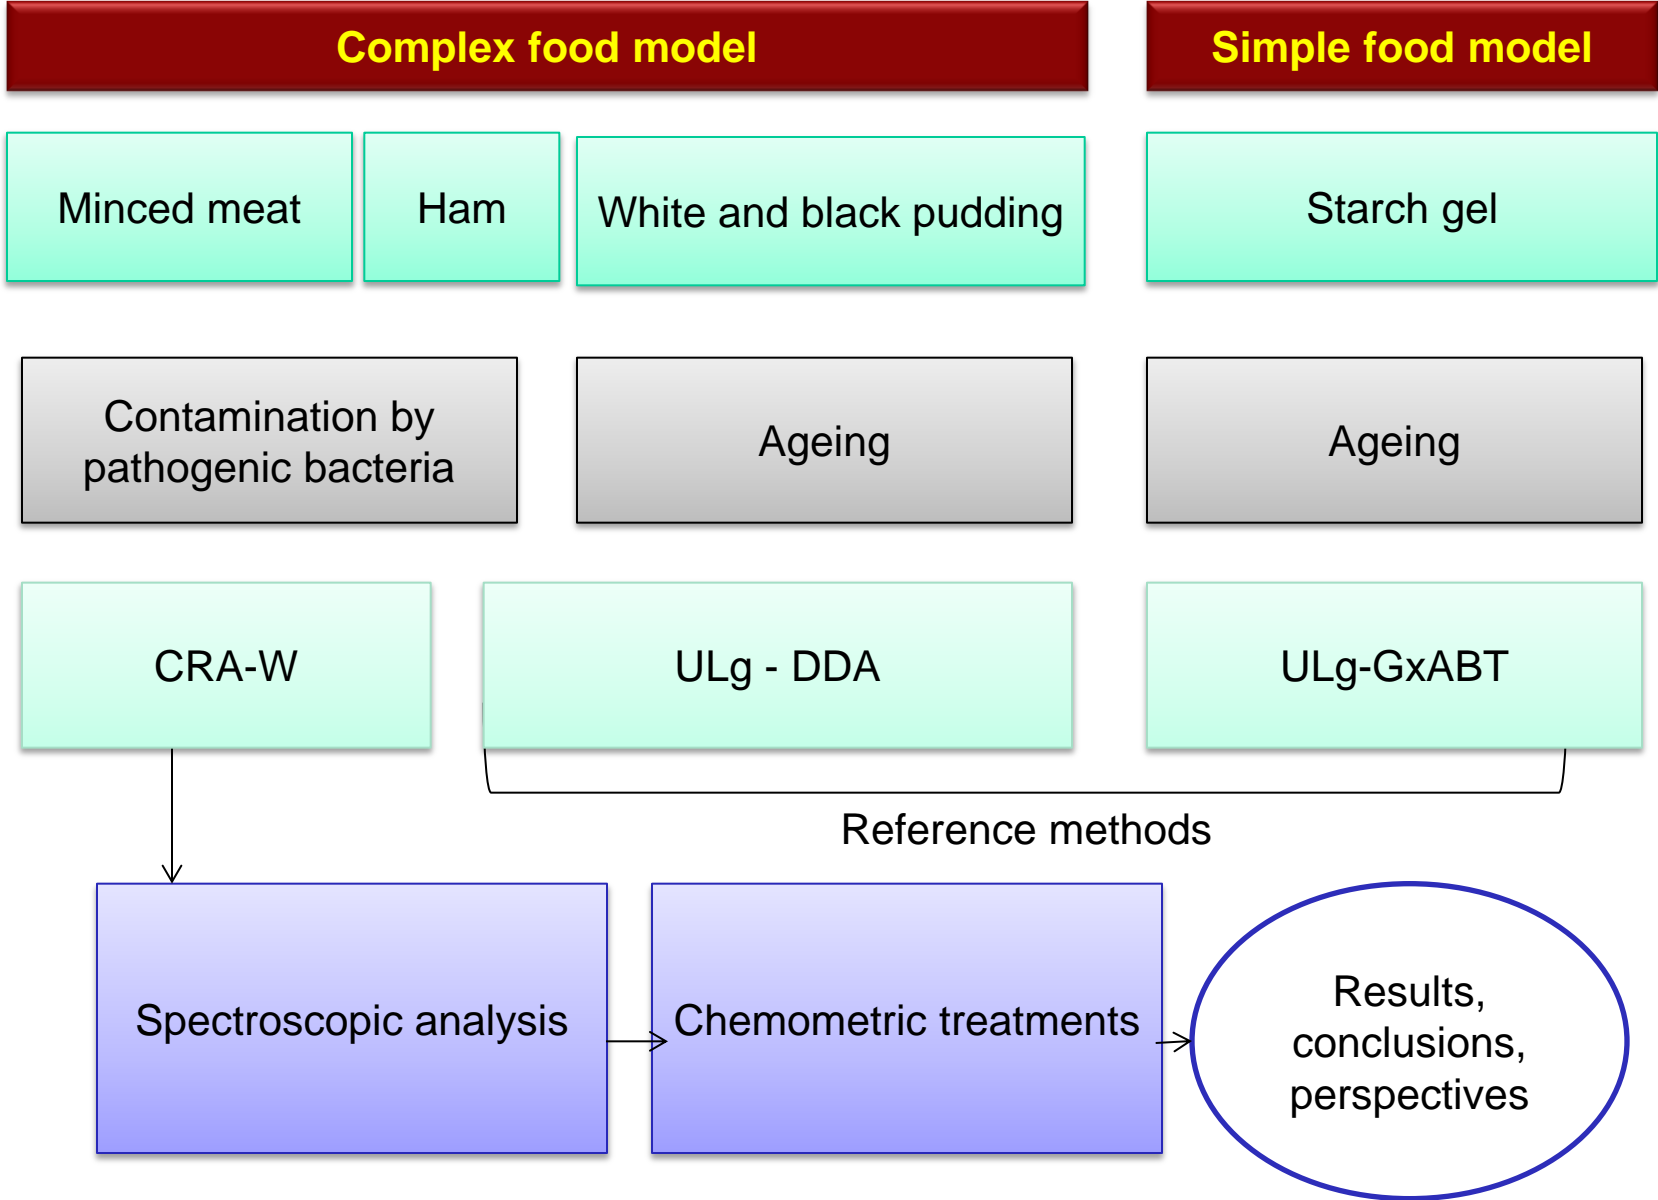 Complex food model
Simple food model
Minced meat
Ham
White and black pudding
Starch gel
Contamination by
pathogenic bacteria
Ageing
Ageing
CRA-W
ULg - DDA
ULg-GxABT
Reference methods
Spectroscopic analysis
Chemometric treatments
Results,
conclusions,
perspectives